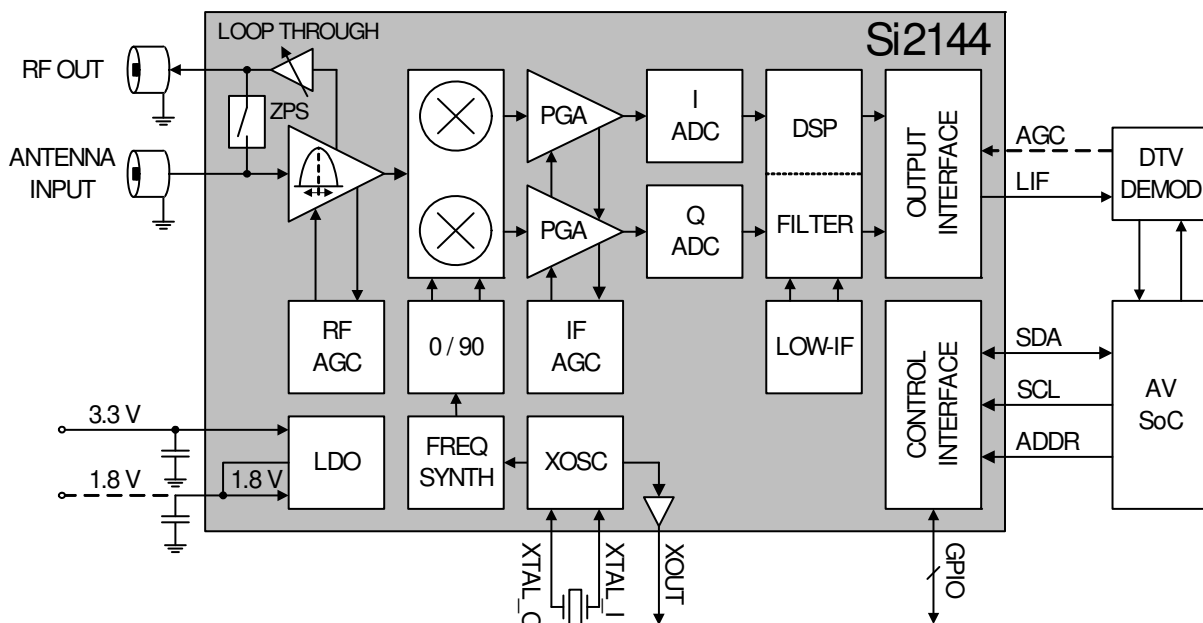 LOOP THROUGH
Si2144
RF OUT
ZPS
ANTENNA
INPUT
PGA
I
ADC
DSP
OUTPUT
INTERFACE
AGC
DTV
DEMOD
LIF
PGA
Q
ADC
FILTER
RF
AGC
0 / 90
IF
AGC
LOW-IF
CONTROL
INTERFACE
SDA
SCL
ADDR
AV
SoC
3.3 V
LDO
1.8 V
1.8 V
FREQ
SYNTH
XOSC
XTAL_O
XTAL_I
XOUT
GPIO